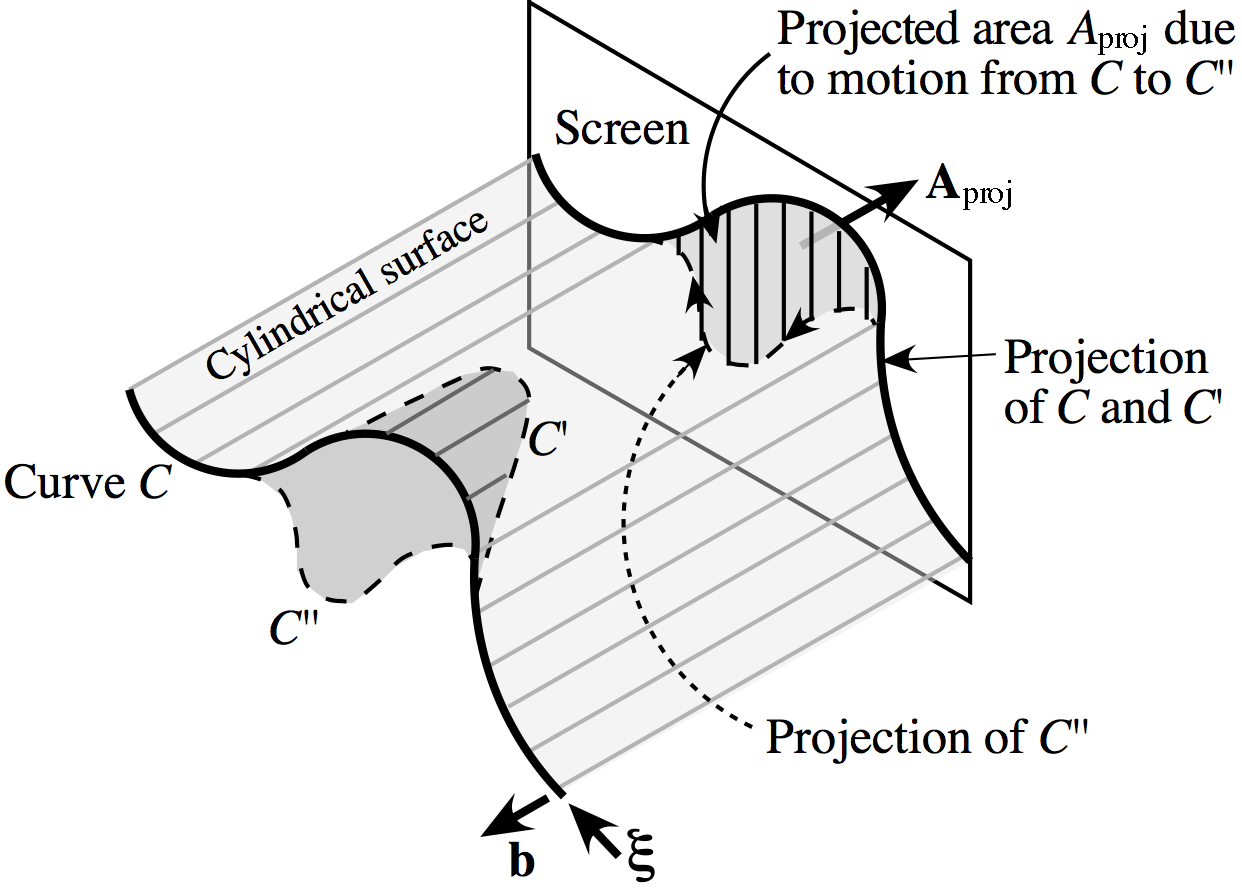 Projected area Aproj due
to motion from C to C"
Screen
Aproj
Cylindrical surface
Projection
of C and C'
C'
Curve C
C"
Projection of C"
b
ξ